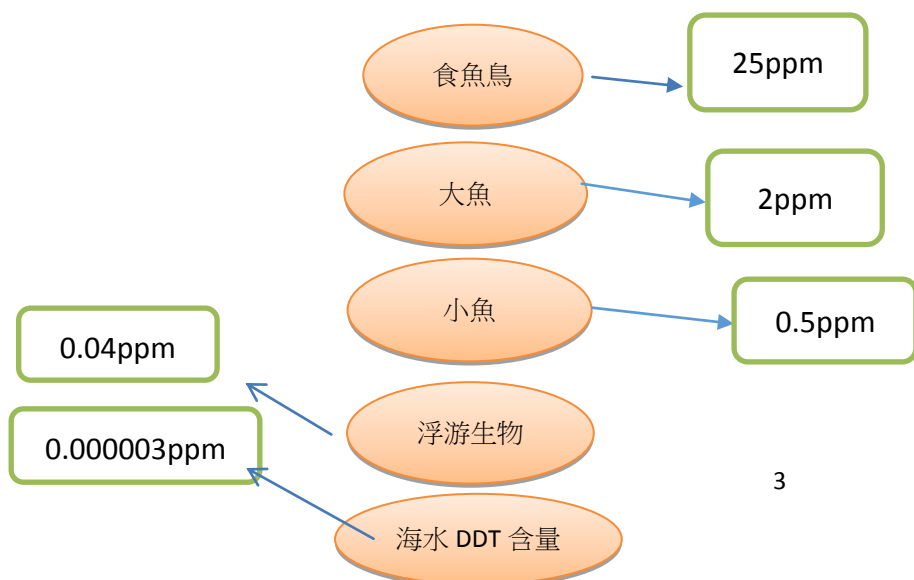 食魚鳥
25ppm
大魚
2ppm
小魚
0.5ppm
0.04ppm
浮游生物
0.000003ppm
3
海水 DDT 含量